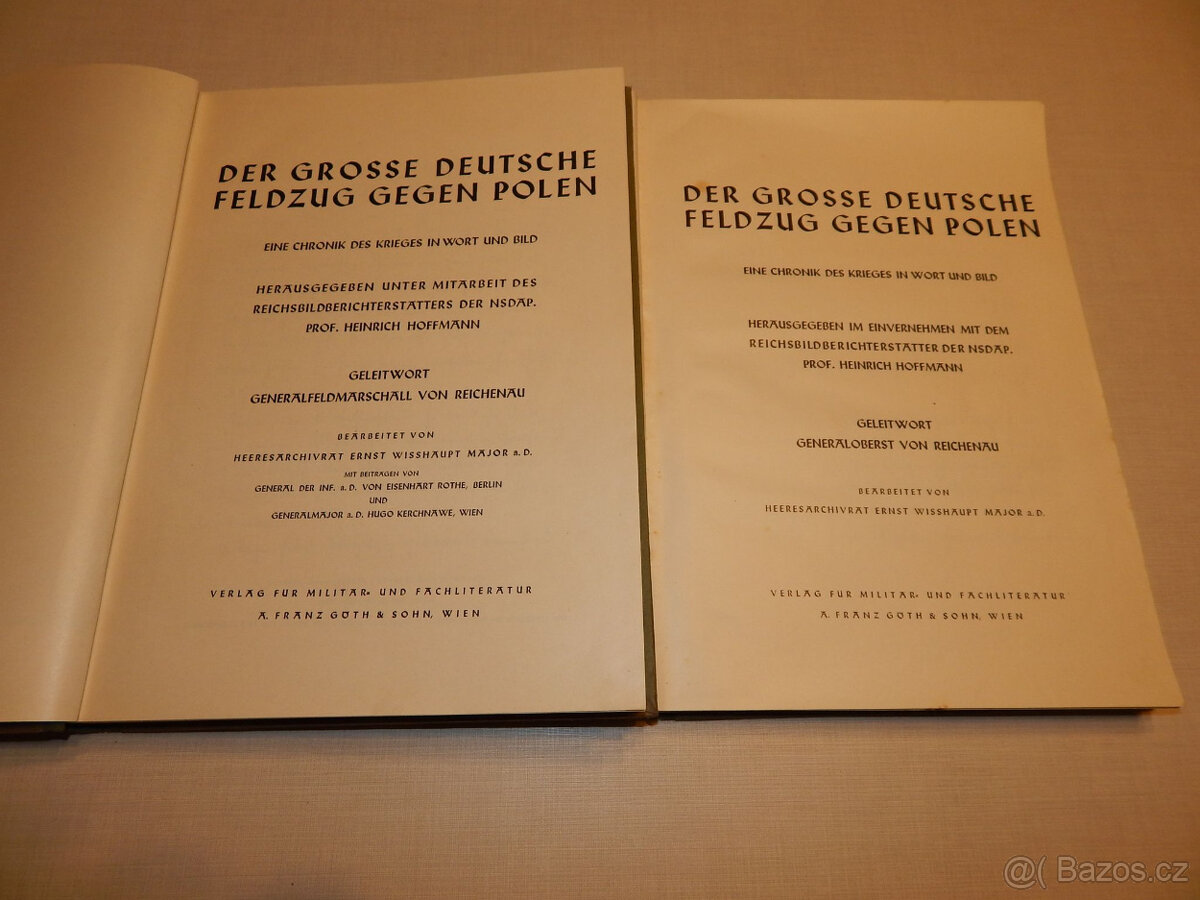 DER GROSSE DEUTSCHE
FELDZUG GEGEN POLEN
EINE CHRONIK DES KRIEGES IN WORT UND BILD
HERAUSGEGEBEN UNTER MITARBEIT DES
REICHSBILDBERICHTERSTATTERS DER NSDAP.
PROF. HEINRICH HOFFMANN
GELEITWORT
GENERALFELDMARSCHALL VON REICHENAU
BEARBEITET VON
HEERESARCHIVRAT ERNST WISSHAUPT MAJOR a. D.
MIT BEITRÄGEN VON
GENERAL DER INF. a. D. VON EISENHART ROTHE, BERLIN
UND
GENERALMAJOR a. D. HUGO KERCHNAWE, WIEN
VERLAG FÜR MILITÄR- UND FACHLITERATUR
A. FRANZ GÖTH & SOHN, WIEN
DER GROSSE DEUTSCHE
FELDZUG GEGEN POLEN
EINE CHRONIK DES KRIEGES IN WORT UND BILD
HERAUSGEGEBEN IM EINVERNEHMEN MIT DEM
REICHSBILDBERICHTERSTATTER DER NSDAP.
PROF. HEINRICH HOFFMANN
GELEITWORT
GENERALOBERST VON REICHENAU
BEARBEITET VON
HEERESARCHIVRAT ERNST WISSHAUPT MAJOR a. D.
VERLAG FÜR MILITÄR- UND FACHLITERATUR
A. FRANZ GÖTH & SOHN, WIEN
@( Bazos.cz